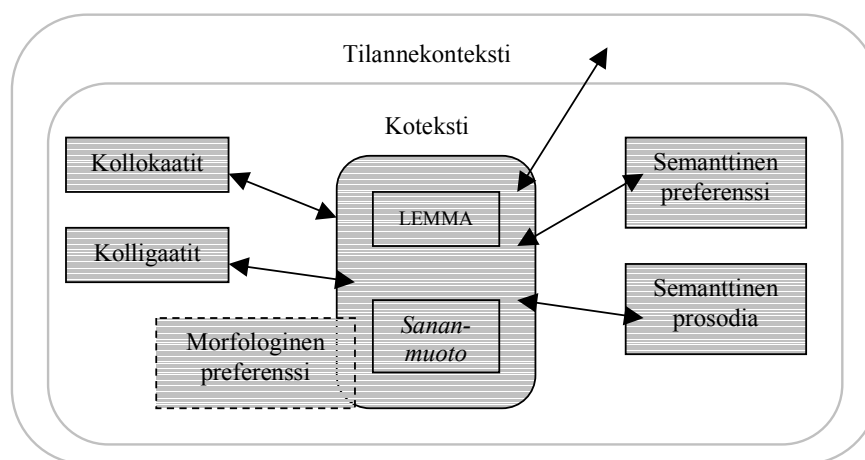 Tilannekonteksti
Koteksti
Kollokaatit
Kolligaatit
Morfologinen
preferenssi
LEMMA
Sanan-
muoto
Semanttinen
preferenssi
Semanttinen
prosodia